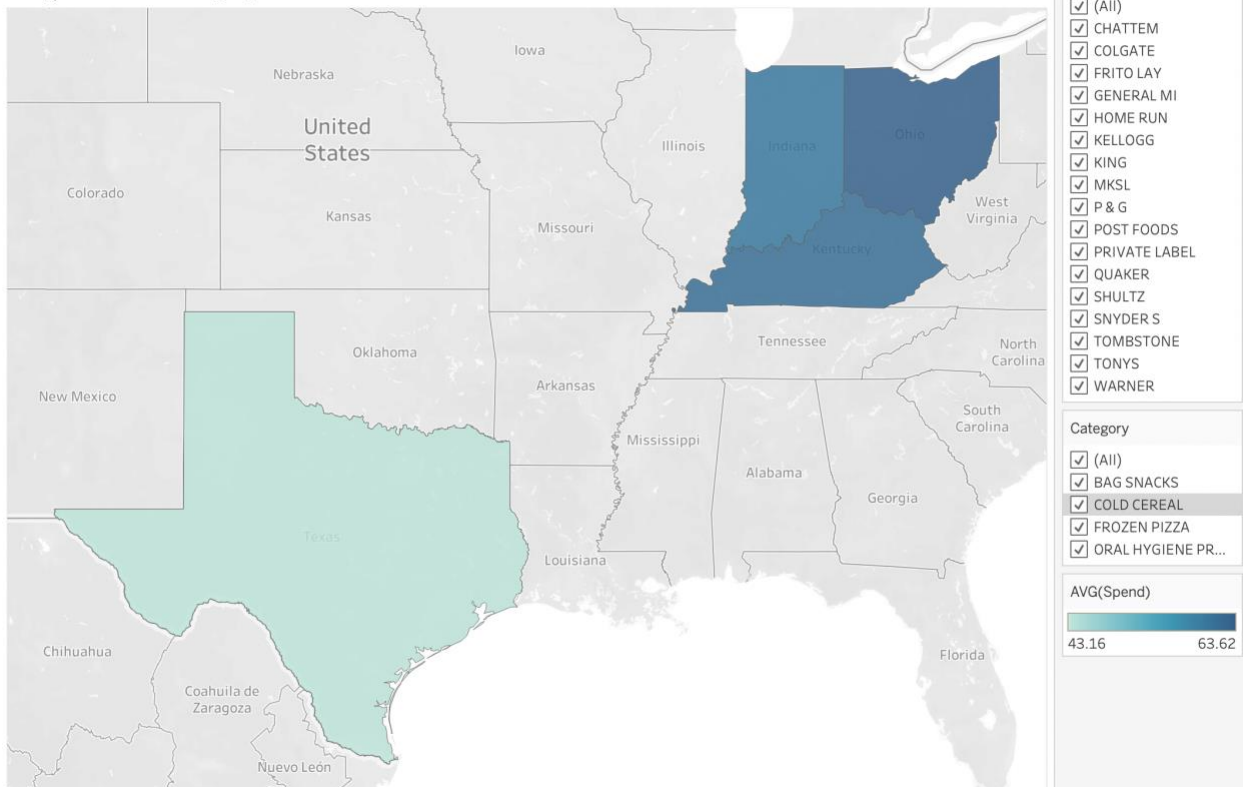 Iowa
Nebraska
United
States
Illinois
Indiana
Ohio
Colorado
Kansas
Missouri
West
Virginia
Kentucky
Oklahoma
Tennessee
North
Carolina
New Mexico
Arkansas
South
Carolina
Mississippi
Alabama
Georgia
Texas
Louisiana
Chihuahua
Florida
Coahuila de
Zaragoza
Nuevo León
(All)
CHATTEM
COLGATE
FRITO LAY
GENERAL MI
HOME RUN
KELLOGG
KING
MKSL
P & G
POST FOODS
PRIVATE LABEL
QUAKER
SHULTZ
SNYDER S
TOMBSTONE
TONYS
WARNER
Category
(All)
BAG SNACKS
COLD CEREAL
FROZEN PIZZA
ORAL HYGIENE PR...
AVG(Spend)
43.16 63.62